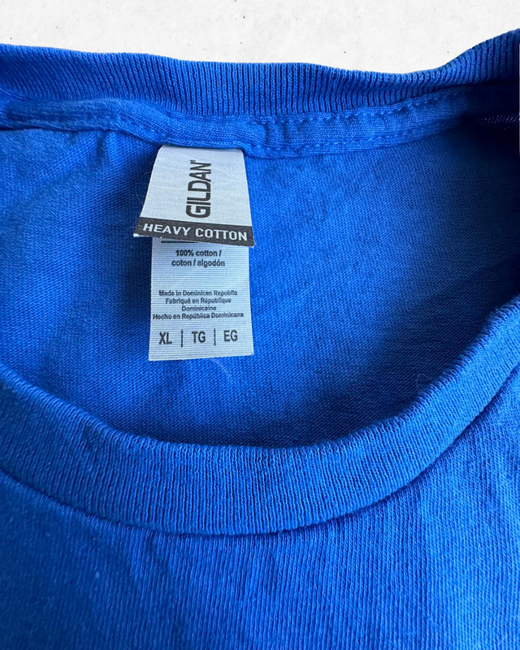 GILDAN
HEAVY COTTON
100% cotton /
coton / algodón
Made in Dominican Republic
Fabriqué en République
Dominicaine
Hecho en República Dominicana
XL | TG | EG